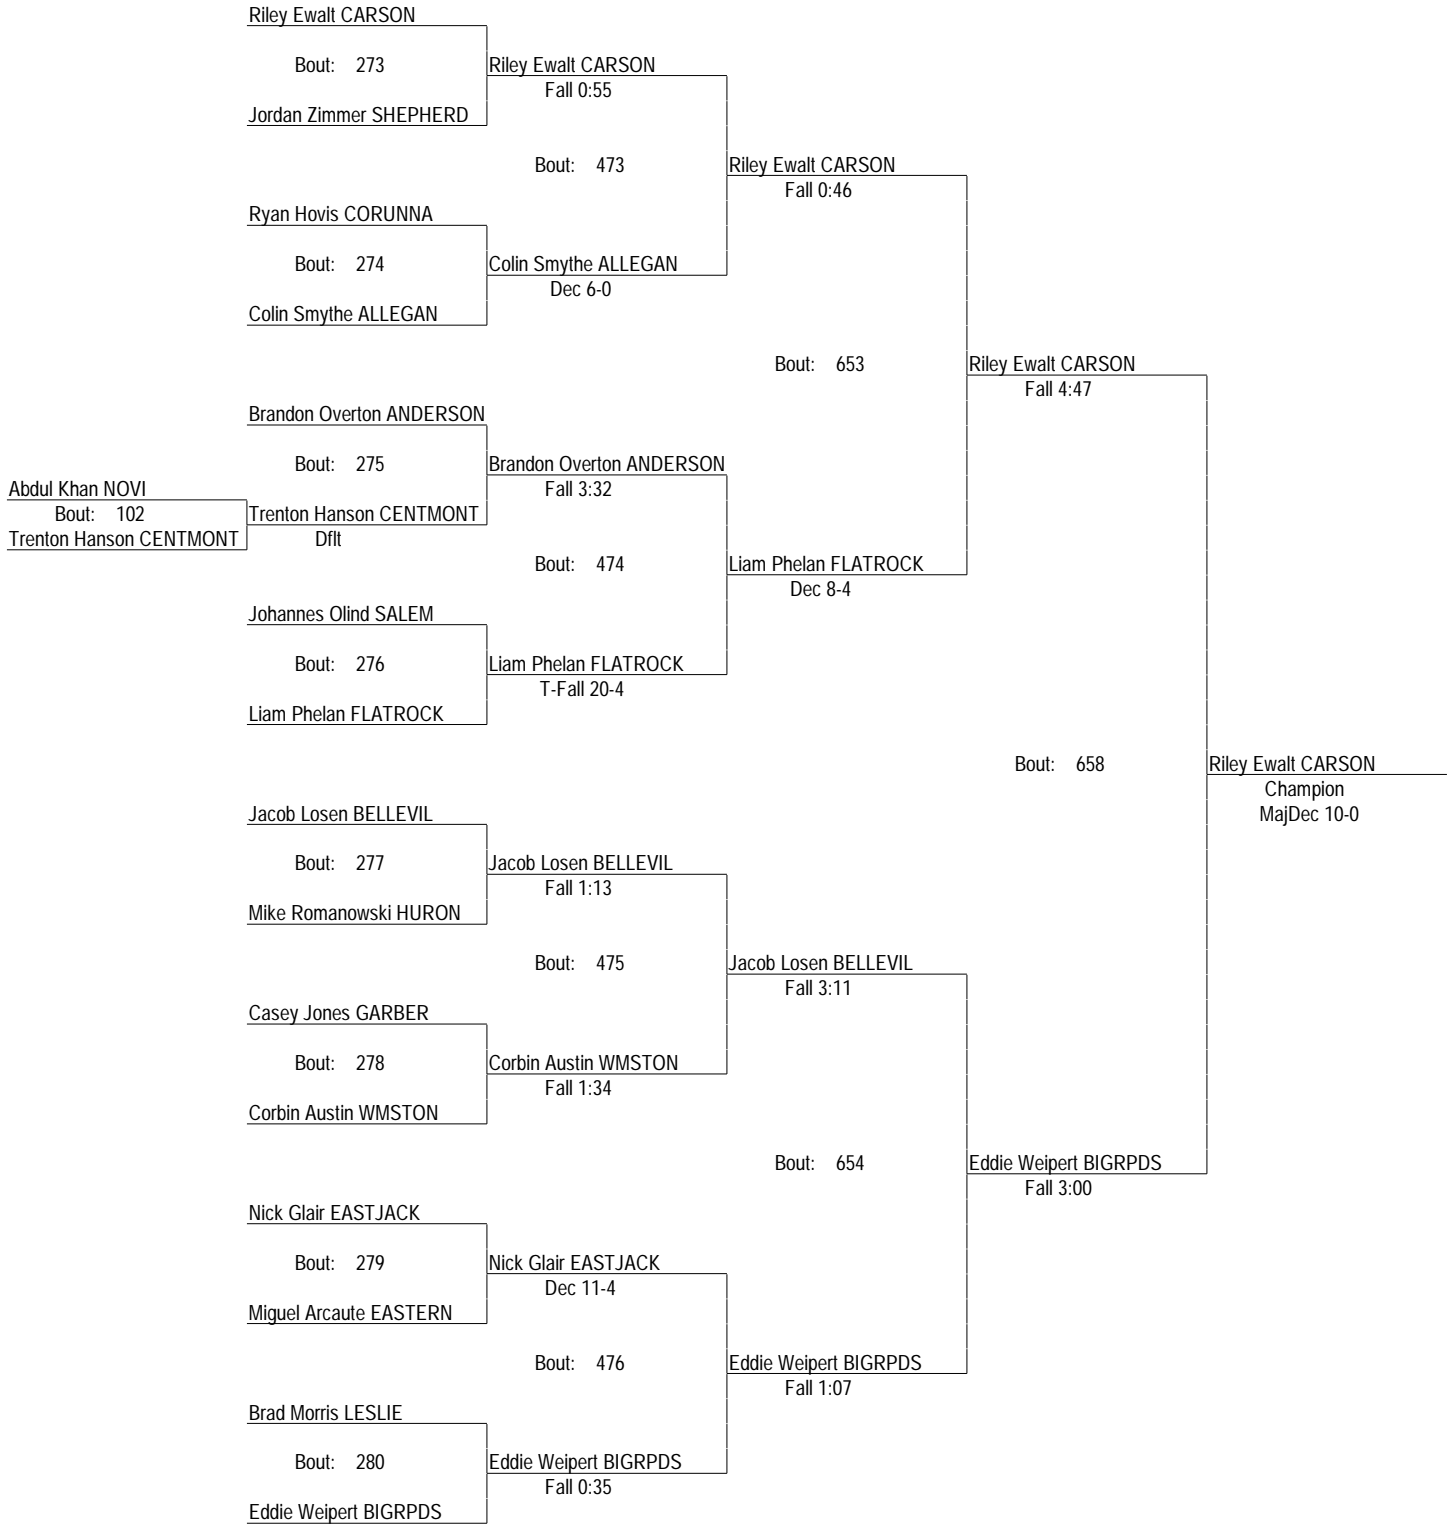 Riley Ewalt CARSON
Bout: 273
Riley Ewalt CARSON
Fall 0:55
Jordan Zimmer SHEPHERD
Bout: 473
Riley Ewalt CARSON
Fall 0:46
Ryan Hovis CORUNNA
Bout: 274
Colin Smythe ALLEGAN
Dec 6-0
Colin Smythe ALLEGAN
Bout: 653
Riley Ewalt CARSON
Fall 4:47
Brandon Overton ANDERSON
Bout: 275
Brandon Overton ANDERSON
Fall 3:32
Abdul Khan NOVI
Bout: 102
Trenton Hanson CENTMONT
Trenton Hanson CENTMONT
Dflt
Bout: 474
Liam Phelan FLATROCK
Dec 8-4
Johannes Olind SALEM
Bout: 276
Liam Phelan FLATROCK
T-Fall 20-4
Liam Phelan FLATROCK
Bout: 658
Riley Ewalt CARSON
Champion
MajDec 10-0
Jacob Losen BELLEVIL
Bout: 277
Jacob Losen BELLEVIL
Fall 1:13
Mike Romanowski HURON
Bout: 475
Jacob Losen BELLEVIL
Fall 3:11
Casey Jones GARBER
Bout: 278
Corbin Austin WMSTON
Fall 1:34
Corbin Austin WMSTON
Bout: 654
Eddie Weipert BIGRPDS
Fall 3:00
Nick Glair EASTJACK
Bout: 279
Nick Glair EASTJACK
Dec 11-4
Miguel Arcaute EASTERN
Bout: 476
Eddie Weipert BIGRPDS
Fall 1:07
Brad Morris LESLIE
Bout: 280
Eddie Weipert BIGRPDS
Fall 0:35
Eddie Weipert BIGRPDS